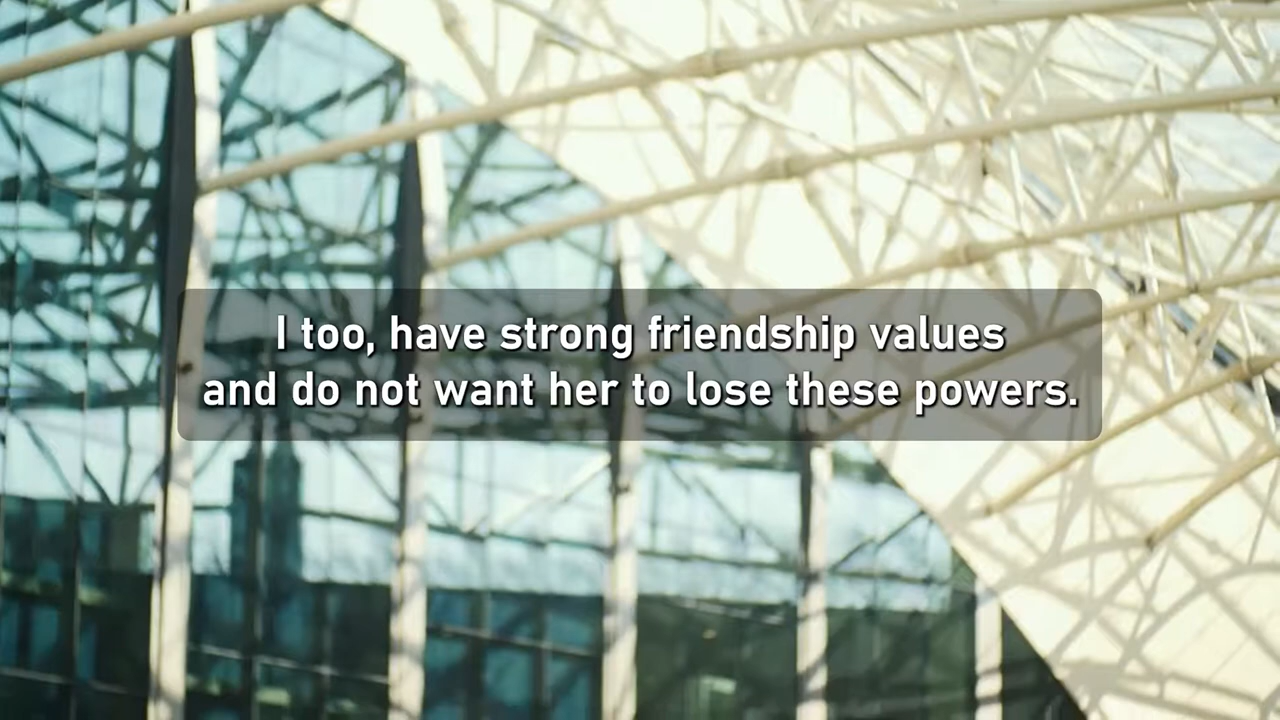 I too, have strong friendship values
and do not want her to lose these powers.